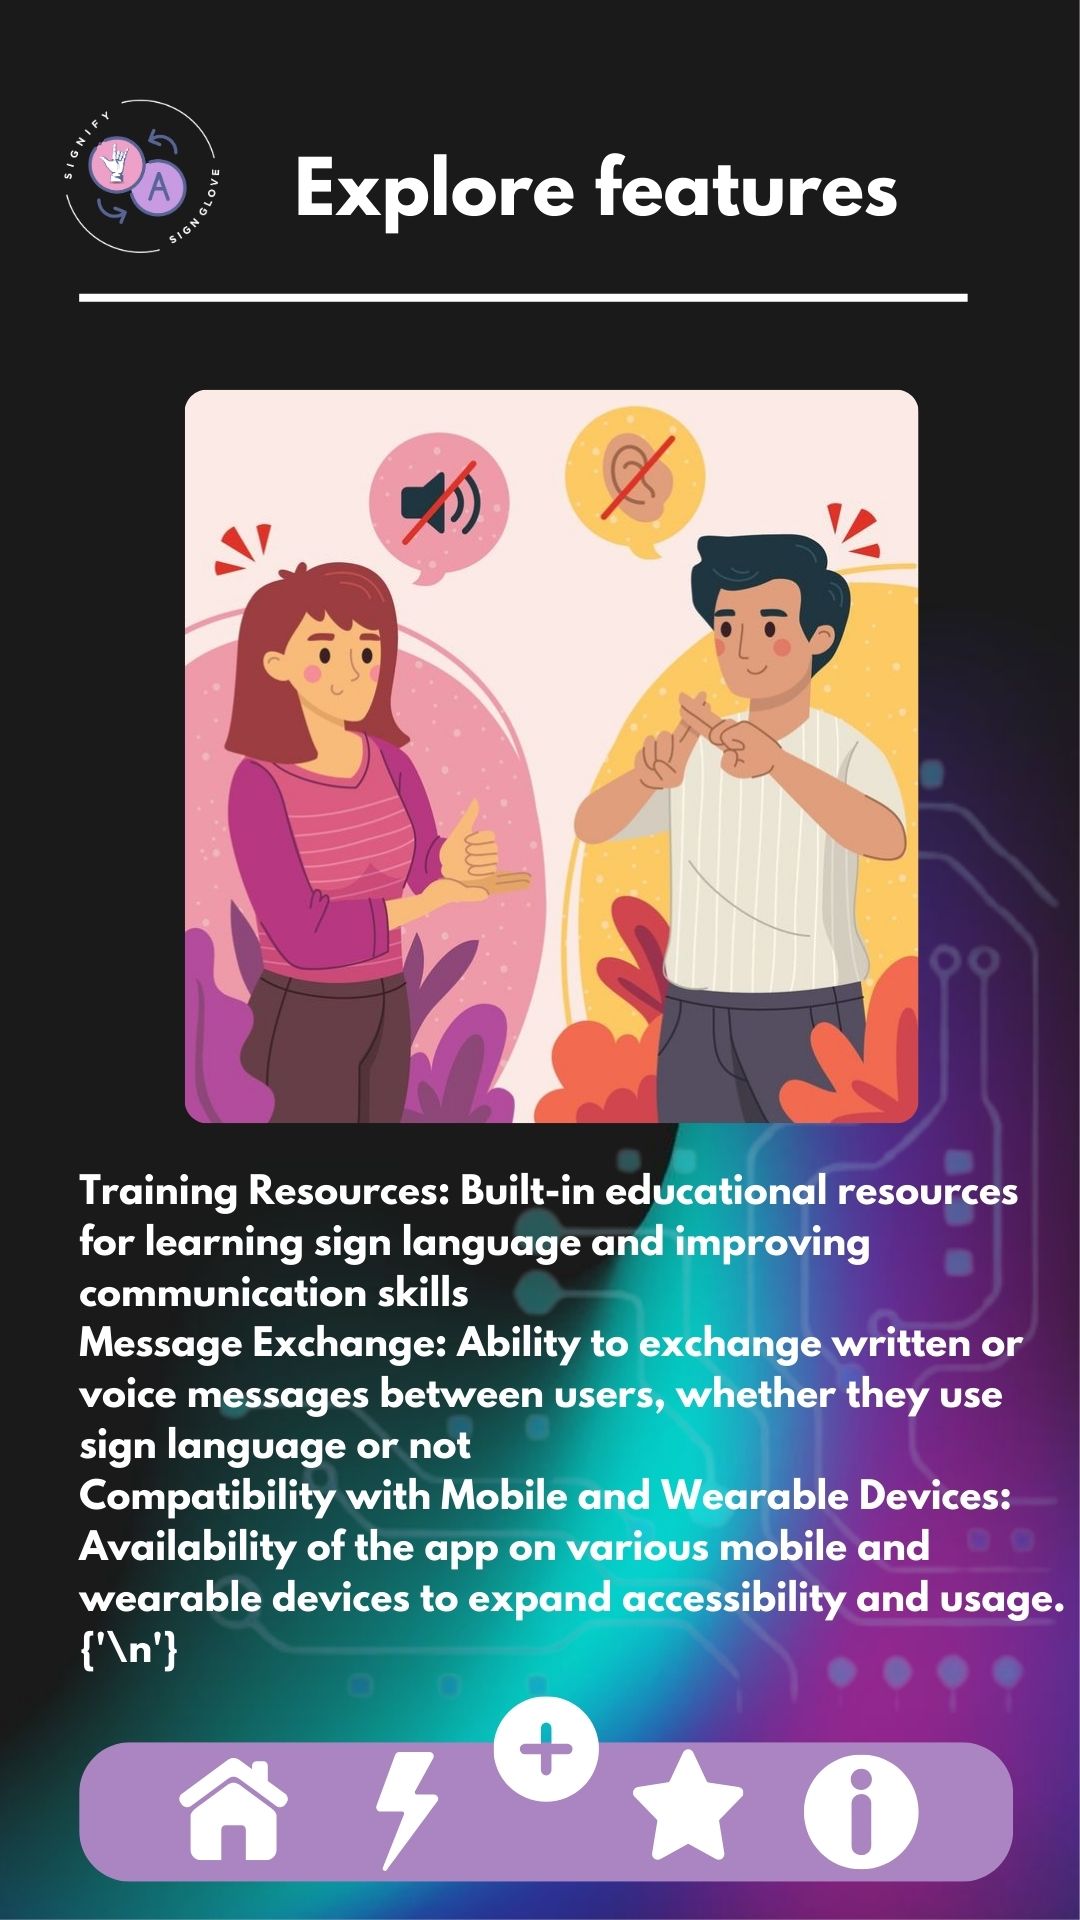 SIGNIFY
A
SIGN GLOVE
Explore features
Training Resources: Built-in educational resources
for learning sign language and improving
communication skills
Message Exchange: Ability to exchange written or
voice messages between users, whether they use
sign language or not
Compatibility with Mobile and Wearable Devices:
Availability of the app on various mobile and
wearable devices to expand accessibility and usage.
{'\n'}